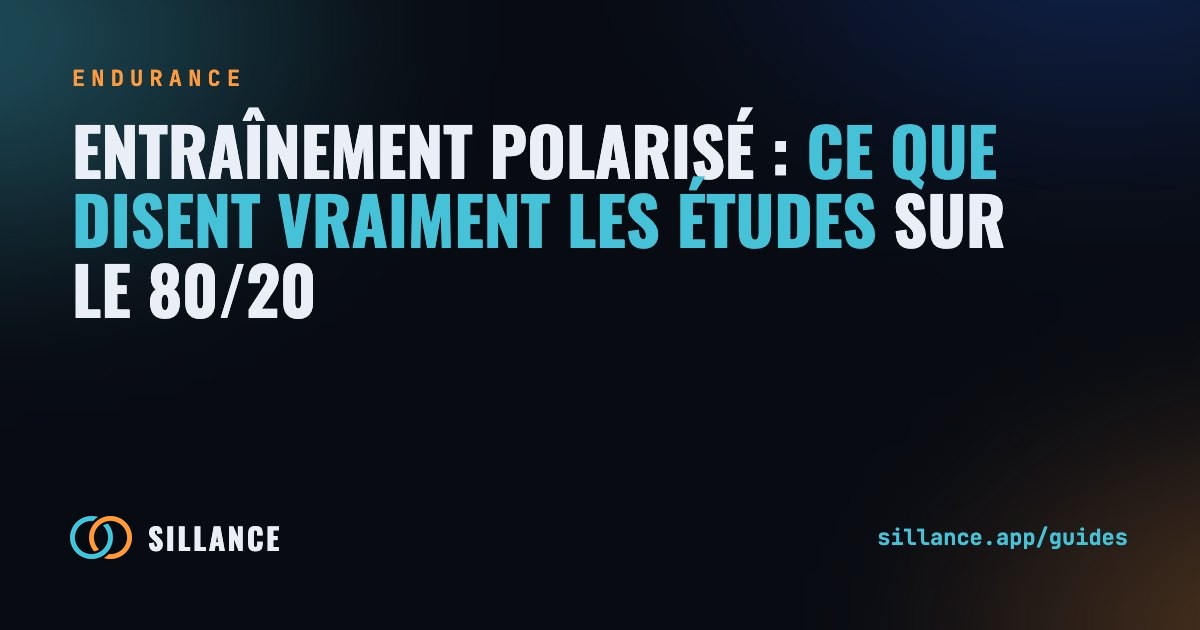 ENDURANCE
ENTRAÎNEMENT POLARISÉ : CE QUE
DISENT VRAIMENT LES ÉTUDES SUR
LE 80/20
SILLANCE
sillance.app/guides